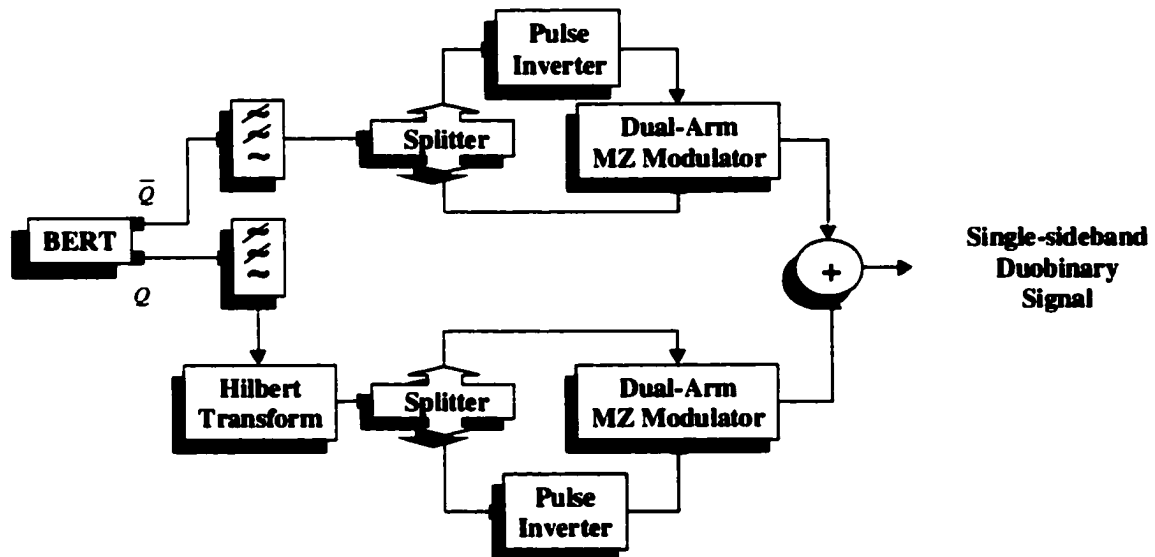 Pulse
Inverter
Splitter
Dual-Arm
MZ Modulator
Q̅
BERT
Q
+
Single-sideband
Duobinary
Signal
Hilbert
Transform
Splitter
Dual-Arm
MZ Modulator
Pulse
Inverter